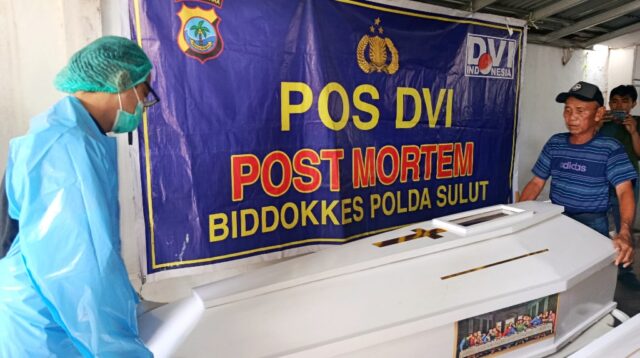 DVI
INDONESIA
POS DVI
POST MORTEM
BIDDOKKES POLDA SULUT
adidas